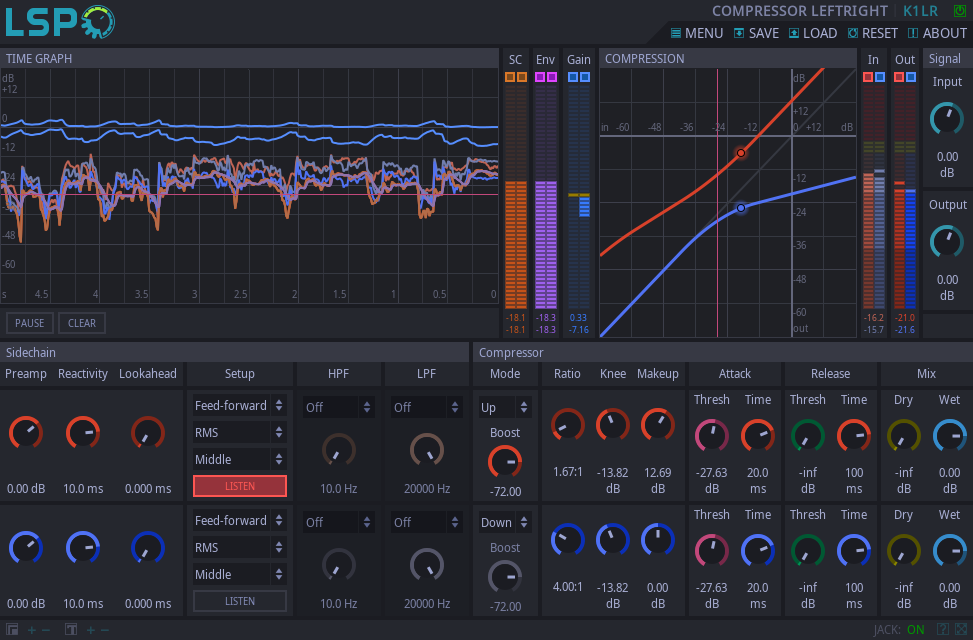 LSP
COMPRESSOR LEFTRIGHT K1LR
MENU SAVE LOAD RESET ABOUT
TIME GRAPH
SC Env Gain
COMPRESSION
In Out Signal
dB
+12
0
-12
-24
-48
-60
s 4.5 4 3.5 3 2.5 2 1.5 1 0.5 0
PAUSE CLEAR
-18.1 -18.3 0.33
-18.1 -18.3 -7.16
dB
+12
in -60 -48 -36 -24 -12 0 +12 dB
-12
-24
-36
-48
-60
out
-16.2 -21.0
-15.7 -21.6
Input
0.00
dB
Output
0.00
dB
Sidechain
Preamp Reactivity Lookahead Setup HPF LPF
Feed-forward Off Off
RMS
Middle
LISTEN
0.00 dB 10.0 ms 0.000 ms 10.0 Hz 20000 Hz
Feed-forward Off Off
RMS
Middle
LISTEN
0.00 dB 10.0 ms 0.000 ms 10.0 Hz 20000 Hz
Compressor
Mode Ratio Knee Makeup Attack Release Mix
Up Thresh Time Thresh Time Dry Wet
Boost
-72.00 1.67:1 -13.82 dB 12.69 dB -27.63 dB 20.0 ms -inf dB 100 ms 0.00 dB 0.00 dB
Down Thresh Time Thresh Time Dry Wet
Boost
-72.00 4.00:1 -13.82 dB 0.00 dB -27.63 dB 20.0 ms -inf dB 100 ms 0.00 dB 0.00 dB
JACK: ON